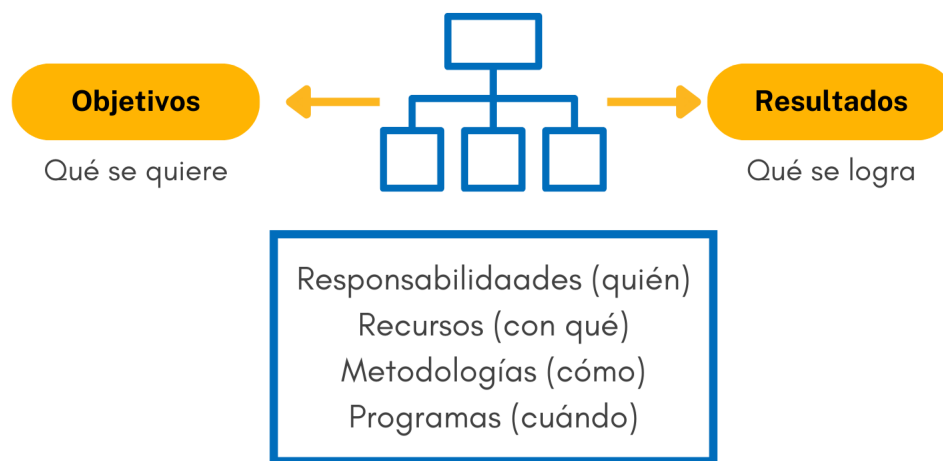 Objetivos
Resultados
Qué se quiere
Qué se logra
Responsabilidaades (quién)
Recursos (con qué)
Metodologías (cómo)
Programas (cuándo)